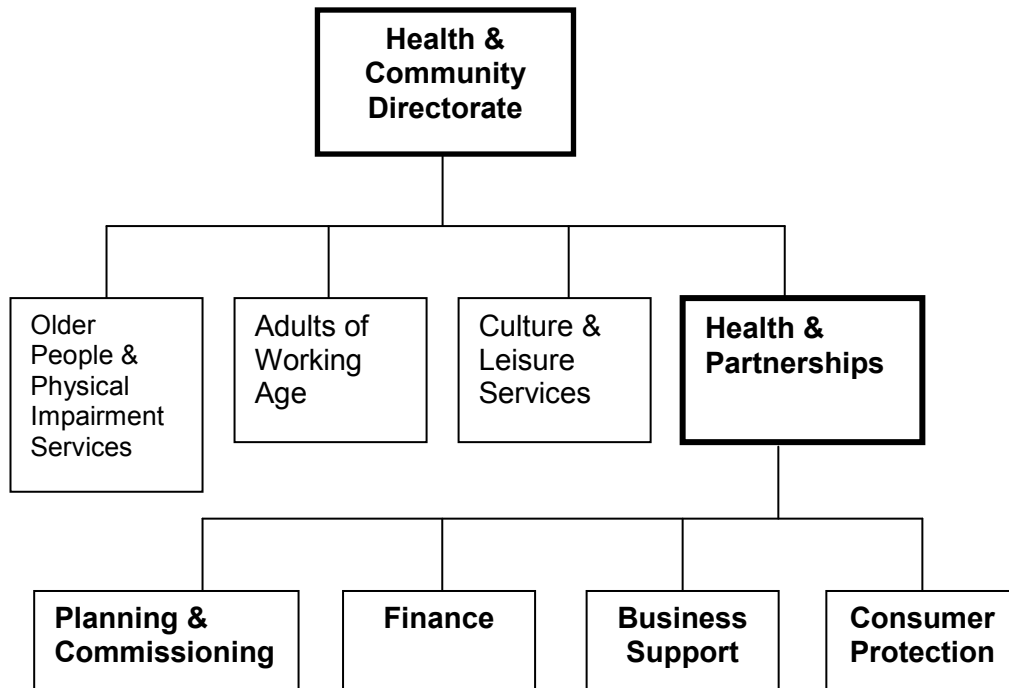 Health &
Community
Directorate
Older
People &
Physical
Impairment
Services
Adults of
Working
Age
Culture &
Leisure
Services
Health &
Partnerships
Planning &
Commissioning
Finance
Business
Support
Consumer
Protection